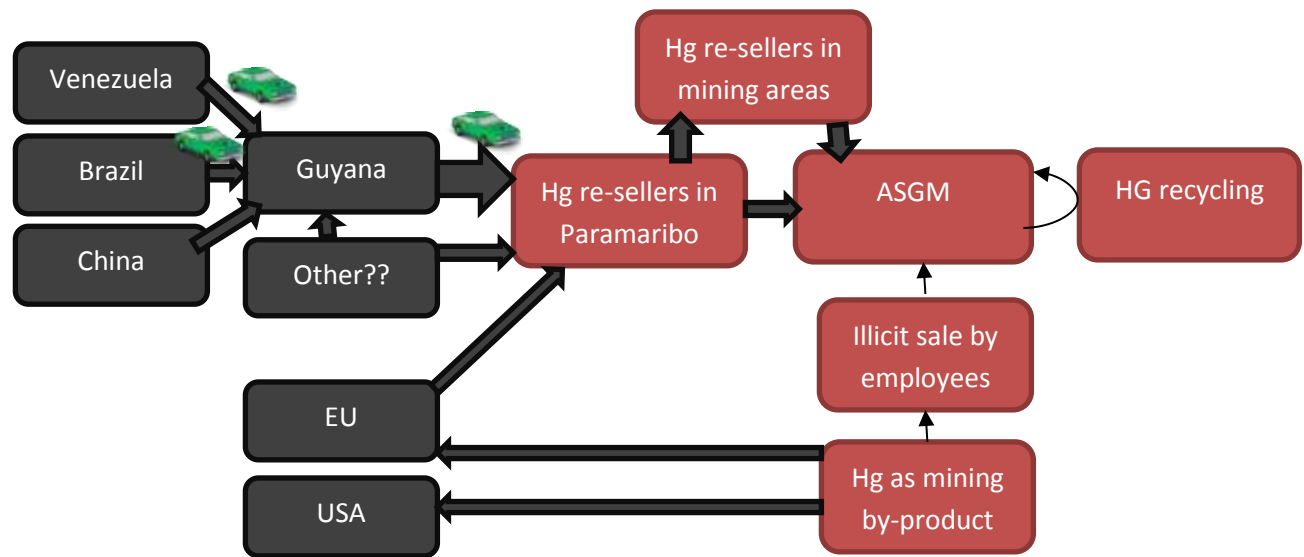 Venezuela
Brazil
China
Guyana
Other??
EU
USA
Hg re-sellers in
Paramaribo
Hg re-sellers in
mining areas
ASGM
HG recycling
Illicit sale by
employees
Hg as mining
by-product